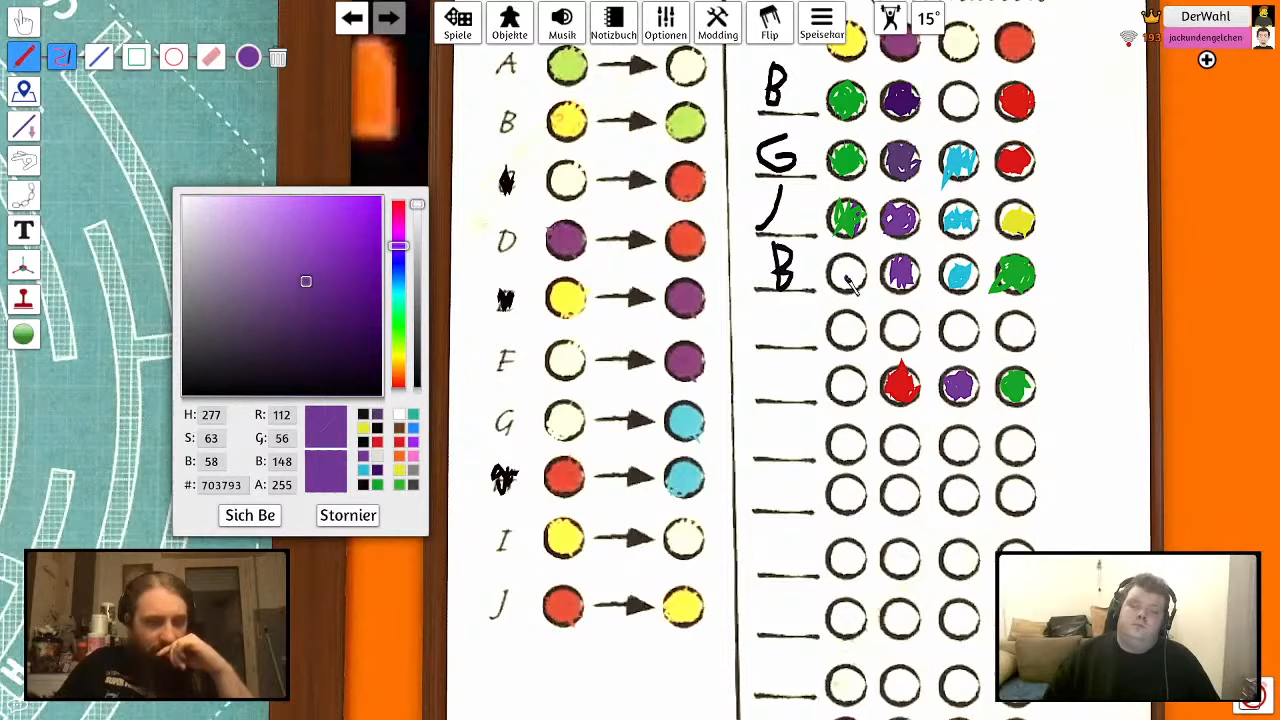 Spiele Objekte Musik Notizbuch Optionen Modding Flip Speisekar 15° 193 DerWahl
jackundengelchen
T
A
B
D
F
G
I
J
B
G
J
B
H: 277 R: 112
S: 63 G: 56
B: 58 B: 148
#: 703793 A: 255
Sich Be Stornier